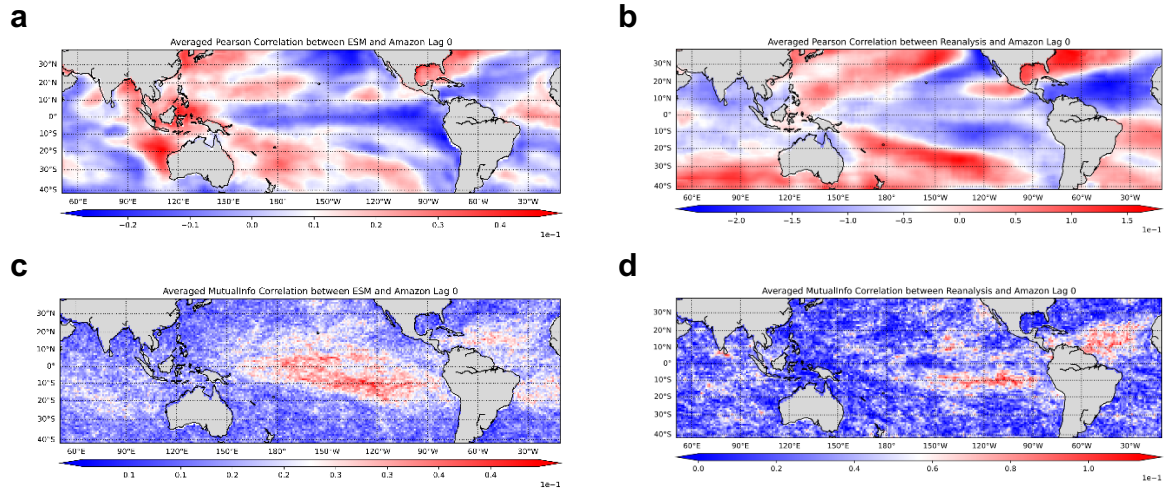 a
Averaged Pearson Correlation between ESM and Amazon Lag 0
30°N
20°N
10°N
0°
10°S
20°S
30°S
40°S
60°E 90°E 120°E 150°E 180° 150°W 120°W 90°W 60°W 30°W
−0.2 −0.1 0.0 0.1 0.2 0.3 0.4
1e−1
b
Averaged Pearson Correlation between Reanalysis and Amazon Lag 0
30°N
20°N
10°N
0°
10°S
20°S
30°S
40°S
60°E 90°E 120°E 150°E 180° 150°W 120°W 90°W 60°W 30°W
−2.0 −1.5 −1.0 −0.5 0.0 0.5 1.0 1.5
1e−1
c
Averaged MutualInfo Correlation between ESM and Amazon Lag 0
30°N
20°N
10°N
0°
10°S
20°S
30°S
40°S
60°E 90°E 120°E 150°E 180° 150°W 120°W 90°W 60°W 30°W
0.1 0.1 0.2 0.2 0.3 0.3 0.4 0.4
1e−1
d
Averaged MutualInfo Correlation between Reanalysis and Amazon Lag 0
30°N
20°N
10°N
0°
10°S
20°S
30°S
40°S
60°E 90°E 120°E 150°E 180° 150°W 120°W 90°W 60°W 30°W
0.0 0.2 0.4 0.6 0.8 1.0
1e−1